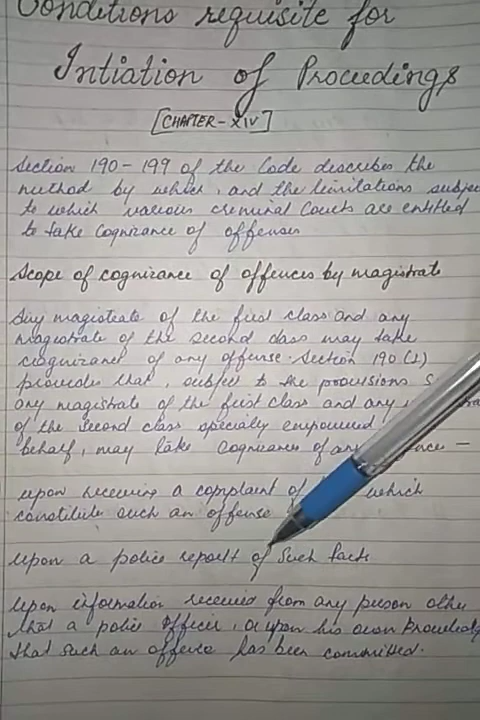 Conditions requisite for
Intiation of Proceedings
[CHAPTER-XIV]
Section 190-199 of the Code describes the
method by which, and the limitations subjec
to which various criminal Courts are entitled
to take Cognizance of offenses
Scope of cognizance of offences by magistrate
Any magistrate of the first class and any
magistrate of the second class may take
cognizance of any offense. Section 190 (1)
provides that, subject to the provisions
any magistrate of the first class and any
of the second class specially empowered
behalf, may take Cognizance of any
upon receiving a complaint of which
constitute such an offense
upon a police report of such facts
Upon information received from any person other
that a police officer, or upon his own knowledg
that such an offence has been committed.